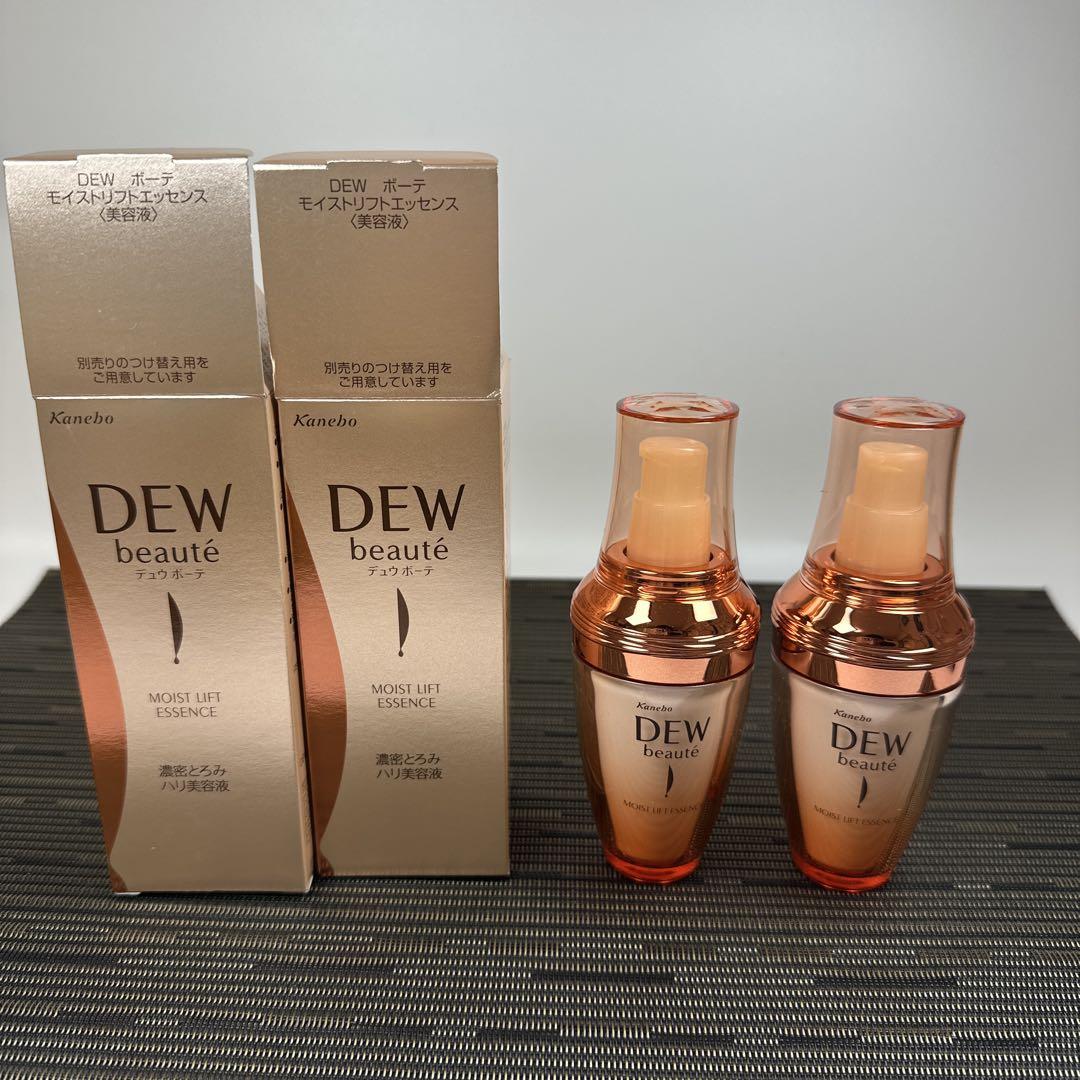 DEW ボーテ
モイストリフトエッセンス
〈美容液〉
別売りのつけ替え用を
ご用意しています
Kanebo
DEW
beauté
デュウ ボーテ
MOIST LIFT
ESSENCE
濃密とろみ
ハリ美容液
DEW ボーテ
モイストリフトエッセンス
〈美容液〉
別売りのつけ替え用を
ご用意しています
Kanebo
DEW
beauté
デュウ ボーテ
MOIST LIFT
ESSENCE
濃密とろみ
ハリ美容液
Kanebo
DEW
beauté
MOIST LIFT ESSENCE
Kanebo
DEW
beauté
MOIST LIFT ESSENCE